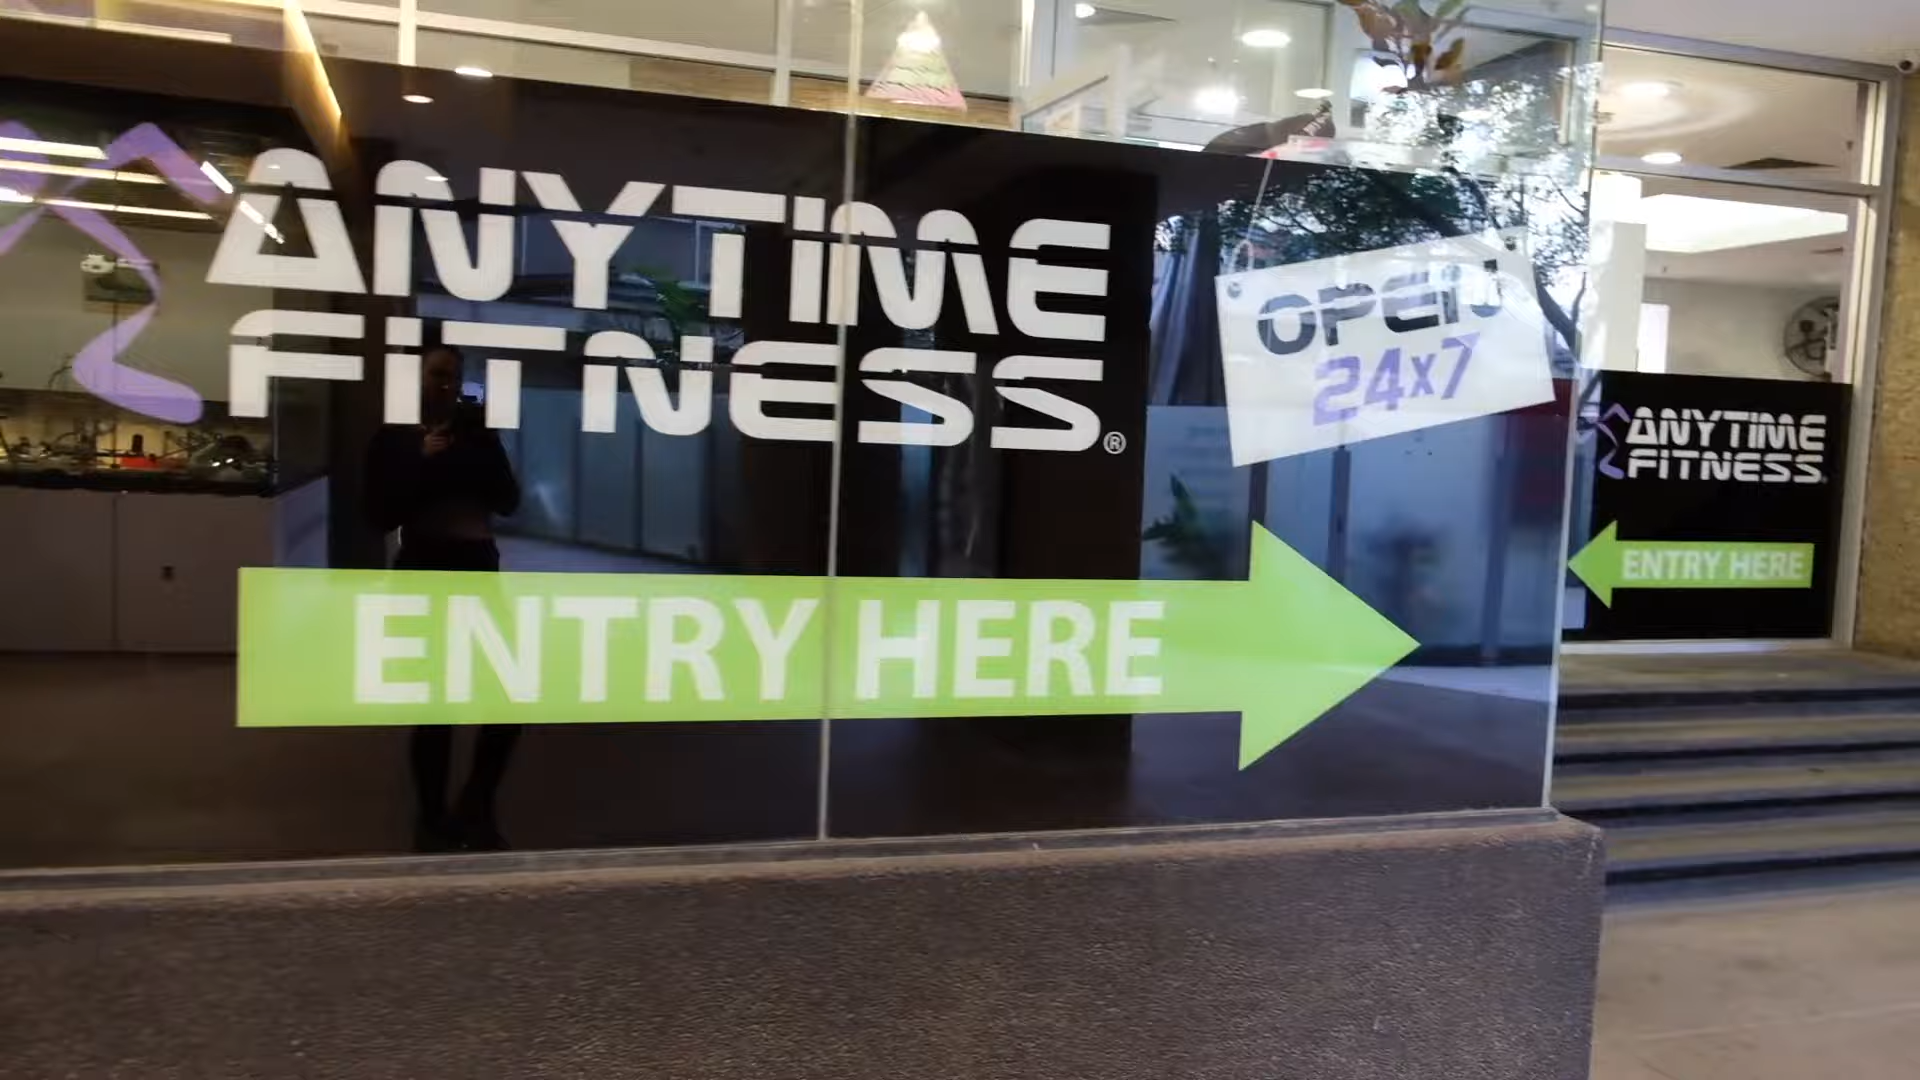 ANYTIME
FITNESS®
OPEN
24x7
ENTRY HERE
ANYTIME
FITNESS
ENTRY HERE